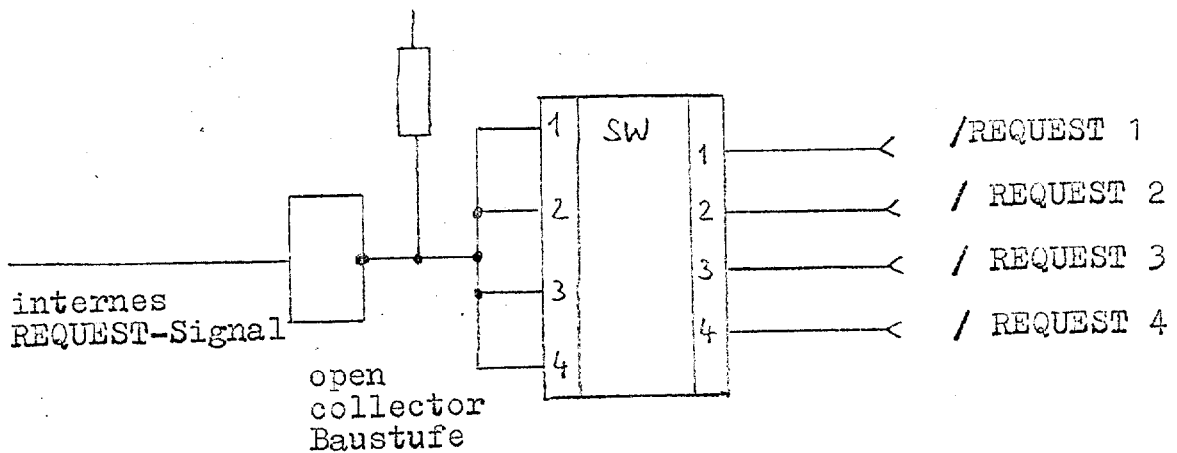 SW
1
2
3
4
1
2
3
4
/REQUEST 1
/ REQUEST 2
/ REQUEST 3
/ REQUEST 4
internes
REQUEST-Signal
open
collector
Baustufe